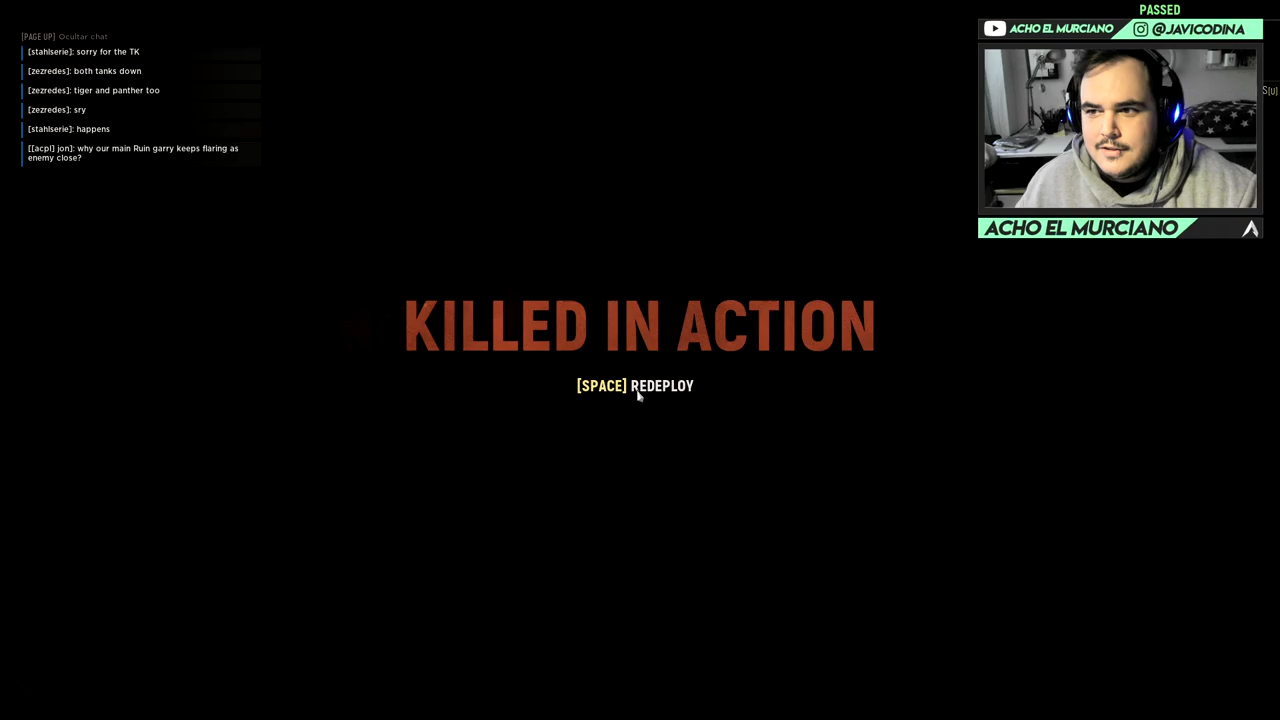 PASSED
ACHO EL MURCIANO
@JAVICODINA
[PAGE UP] Ocultar chat
[stahlserie]: sorry for the TK
[zezredes]: both tanks down
[zezredes]: tiger and panther too
[zezredes]: sry
[stahlserie]: happens
[[acpl] jon]: why our main Ruin garry keeps flaring as
enemy close?
S[U]
ACHO EL MURCIANO
KILLED IN ACTION
[SPACE] REDEPLOY